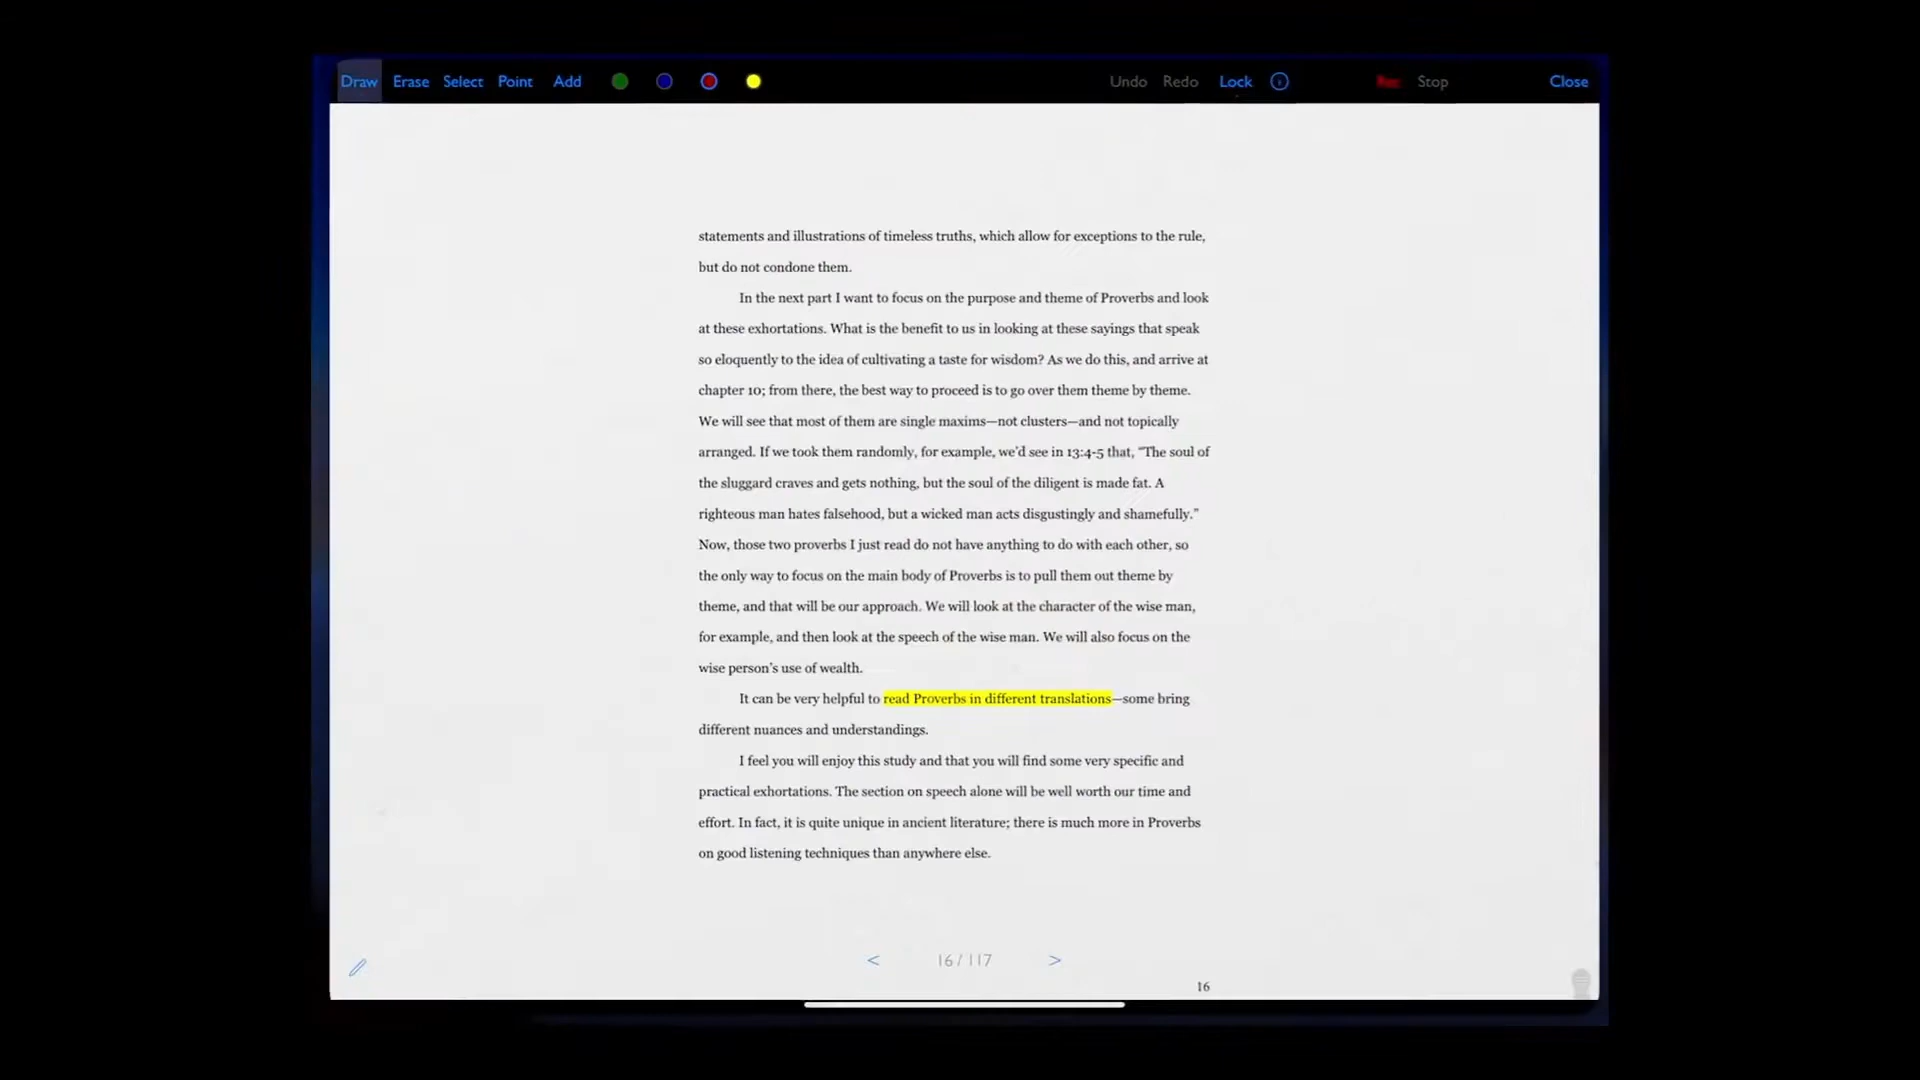 Draw Erase Select Point Add Undo Redo Lock Rec Stop Close
statements and illustrations of timeless truths, which allow for exceptions to the rule,
but do not condone them.
In the next part I want to focus on the purpose and theme of Proverbs and look
at these exhortations. What is the benefit to us in looking at these sayings that speak
so eloquently to the idea of cultivating a taste for wisdom? As we do this, and arrive at
chapter 10; from there, the best way to proceed is to go over them theme by theme.
We will see that most of them are single maxims—not clusters—and not topically
arranged. If we took them randomly, for example, we’d see in 13:4-5 that, “The soul of
the sluggard craves and gets nothing, but the soul of the diligent is made fat. A
righteous man hates falsehood, but a wicked man acts disgustingly and shamefully.”
Now, those two proverbs I just read do not have anything to do with each other, so
the only way to focus on the main body of Proverbs is to pull them out theme by
theme, and that will be our approach. We will look at the character of the wise man,
for example, and then look at the speech of the wise man. We will also focus on the
wise person’s use of wealth.
It can be very helpful to read Proverbs in different translations—some bring
different nuances and understandings.
I feel you will enjoy this study and that you will find some very specific and
practical exhortations. The section on speech alone will be well worth our time and
effort. In fact, it is quite unique in ancient literature; there is much more in Proverbs
on good listening techniques than anywhere else.
< 16 / 117 >
16